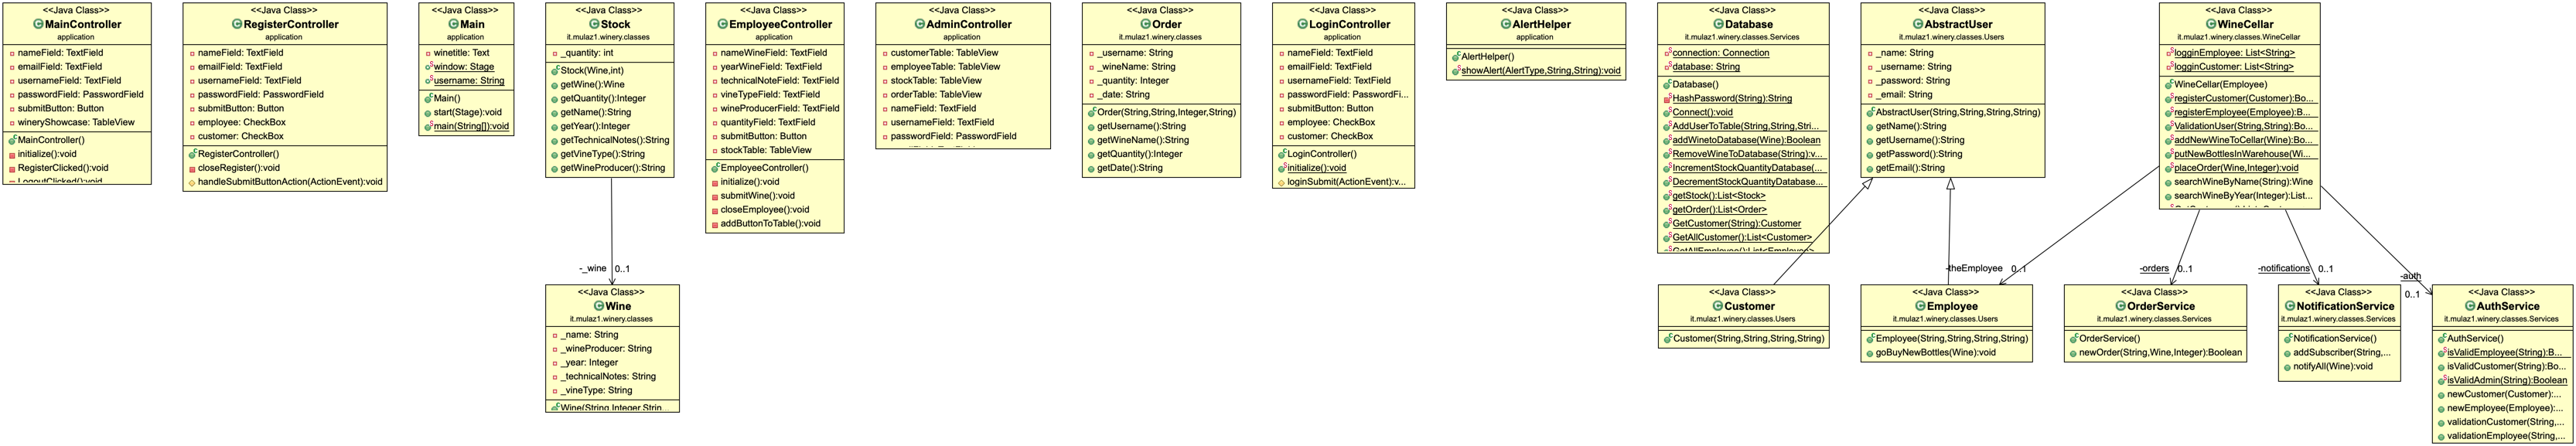 <<Java Class>>
MainController
application
nameField: TextField
emailField: TextField
usernameField: TextField
passwordField: PasswordField
submitButton: Button
wineryShowcase: TableView
MainController()
initialize():void
RegisterClicked():void
LogoutClicked():void
<<Java Class>>
RegisterController
application
nameField: TextField
emailField: TextField
usernameField: TextField
passwordField: PasswordField
submitButton: Button
employee: CheckBox
customer: CheckBox
RegisterController()
closeRegister():void
handleSubmitButtonAction(ActionEvent):void
<<Java Class>>
Main
application
winetitle: Text
window: Stage
username: String
Main()
start(Stage):void
main(String[]):void
<<Java Class>>
Stock
it.mulaz1.winery.classes
_quantity: int
Stock(Wine,int)
getWine():Wine
getQuantity():Integer
getName():String
getYear():Integer
getTechnicalNotes():String
getVineType():String
getWineProducer():String
<<Java Class>>
EmployeeController
application
nameWineField: TextField
yearWineField: TextField
technicalNoteField: TextField
vineTypeField: TextField
wineProducerField: TextField
quantityField: TextField
submitButton: Button
stockTable: TableView
EmployeeController()
initialize():void
submitWine():void
closeEmployee():void
addButtonToTable():void
<<Java Class>>
AdminController
application
customerTable: TableView
employeeTable: TableView
stockTable: TableView
orderTable: TableView
nameField: TextField
usernameField: TextField
passwordField: PasswordField
<<Java Class>>
Order
it.mulaz1.winery.classes
_username: String
_wineName: String
_quantity: Integer
_date: String
Order(String,String,Integer,String)
getUsername():String
getWineName():String
getQuantity():Integer
getDate():String
<<Java Class>>
LoginController
application
nameField: TextField
emailField: TextField
usernameField: TextField
passwordField: PasswordFi...
submitButton: Button
employee: CheckBox
customer: CheckBox
LoginController()
initialize():void
loginSubmit(ActionEvent):v...
<<Java Class>>
AlertHelper
application
AlertHelper()
showAlert(AlertType,String,String):void
<<Java Class>>
Database
it.mulaz1.winery.classes.Services
connection: Connection
database: String
Database()
HashPassword(String):String
Connect():void
AddUserToTable(String,String,Stri...
addWinetoDatabase(Wine):Boolean
RemoveWineToDatabase(String):v...
IncrementStockQuantityDatabase(...
DecrementStockQuantityDatabase...
getStock():List<Stock>
getOrder():List<Order>
GetCustomer(String):Customer
GetAllCustomer():List<Customer>
GetAllEmployee():List<Employee>
<<Java Class>>
AbstractUser
it.mulaz1.winery.classes.Users
_name: String
_username: String
_password: String
_email: String
AbstractUser(String,String,String,String)
getName():String
getUsername():String
getPassword():String
getEmail():String
<<Java Class>>
WineCellar
it.mulaz1.winery.classes.WineCellar
logginEmployee: List<String>
logginCustomer: List<String>
WineCellar(Employee)
registerCustomer(Customer):Bo...
registerEmployee(Employee):B...
ValidationUser(String,String):Bo...
addNewWineToCellar(Wine):Bo...
putNewBottlesInWarehouse(Wi...
placeOrder(Wine,Integer):void
searchWineByName(String):Wine
searchWineByYear(Integer):List...
-_wine 0..1
-theEmployee 0..1
-orders 0..1
-notifications 0..1
-auth
0..1
<<Java Class>>
Wine
it.mulaz1.winery.classes
_name: String
_wineProducer: String
_year: Integer
_technicalNotes: String
_vineType: String
Wine(String,Integer,Strin...
<<Java Class>>
Customer
it.mulaz1.winery.classes.Users
Customer(String,String,String,String)
<<Java Class>>
Employee
it.mulaz1.winery.classes.Users
Employee(String,String,String,String)
goBuyNewBottles(Wine):void
<<Java Class>>
OrderService
it.mulaz1.winery.classes.Services
OrderService()
newOrder(String,Wine,Integer):Boolean
<<Java Class>>
NotificationService
it.mulaz1.winery.classes.Services
NotificationService()
addSubscriber(String,...
notifyAll(Wine):void
<<Java Class>>
AuthService
it.mulaz1.winery.classes.Services
AuthService()
isValidEmployee(String):B...
isValidCustomer(String):Bo...
isValidAdmin(String):Boolean
newCustomer(Customer):...
newEmployee(Employee):...
validationCustomer(String,...
validationEmployee(String,...